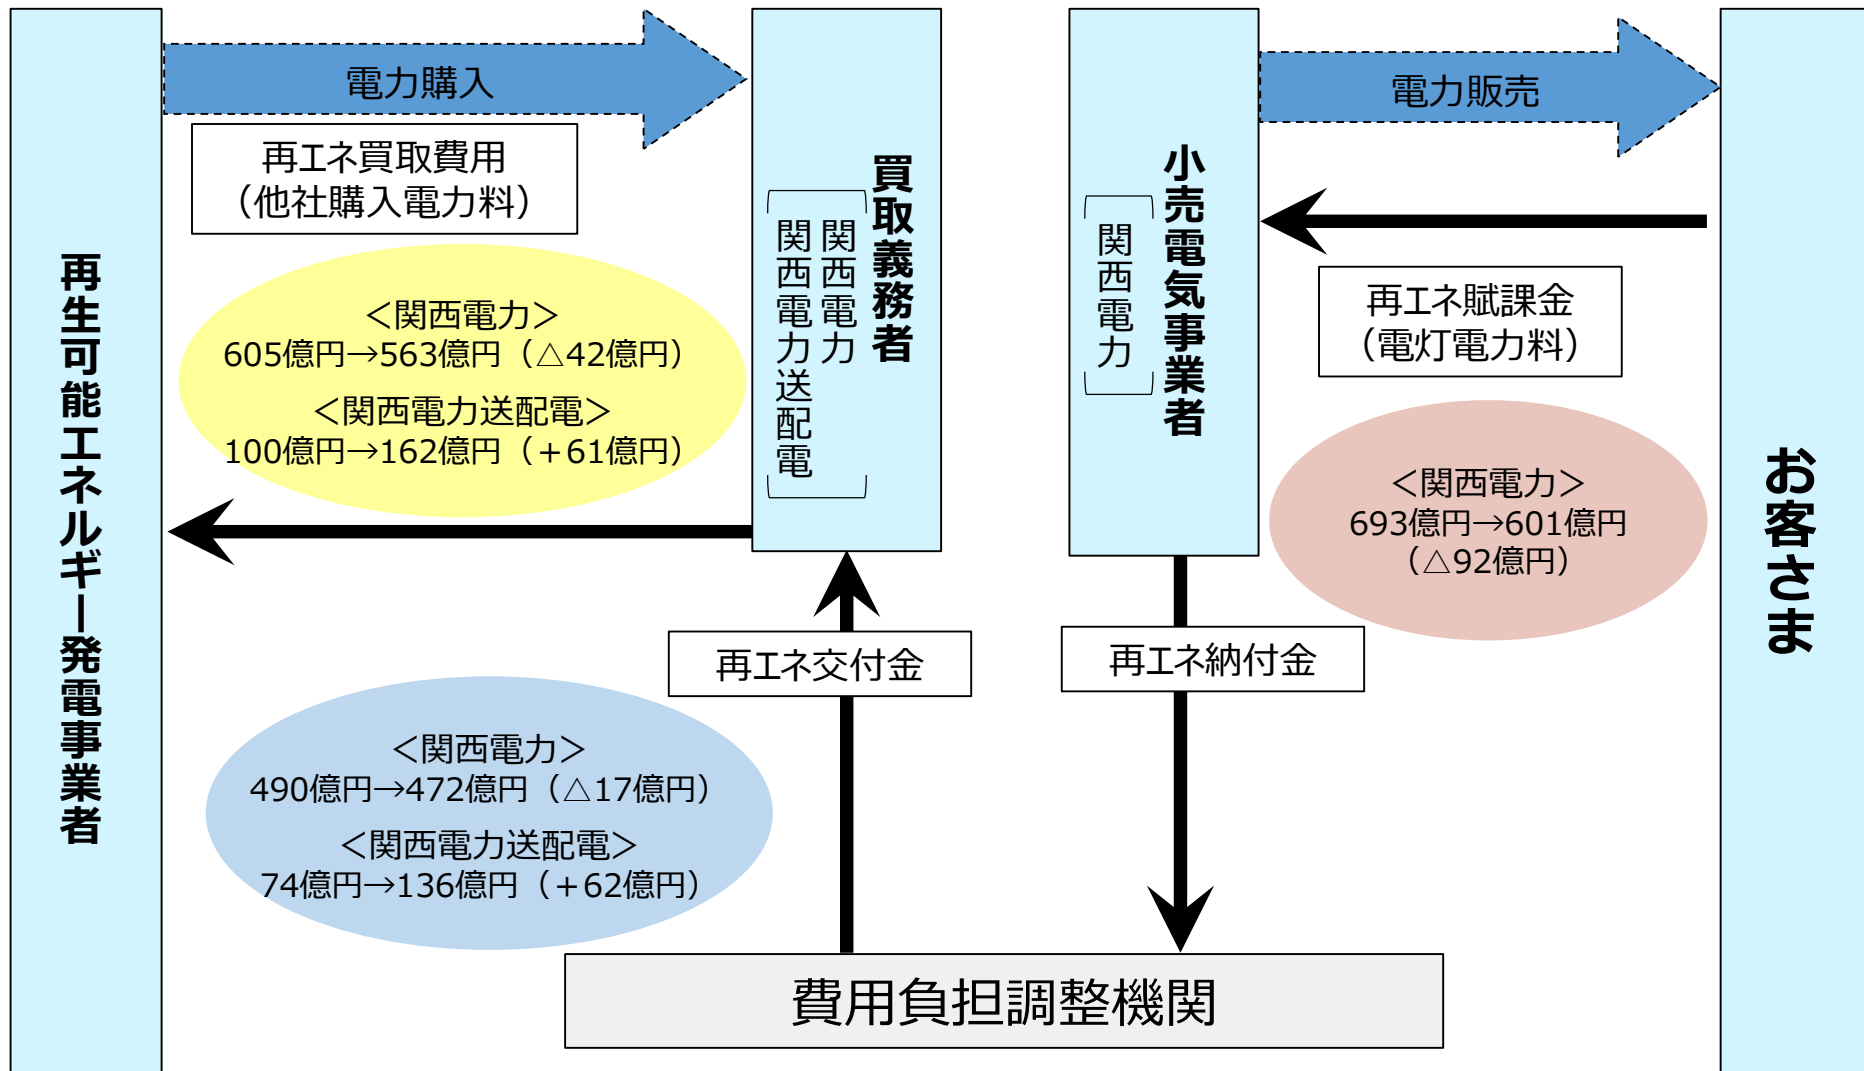 再生可能エネルギー発電事業者
電力購入
再エネ買取費用
（他社購入電力料）
＜関西電力＞
605億円→563億円（△42億円）
＜関西電力送配電＞
100億円→162億円（＋61億円）
買取義務者
関西電力
関西電力送配電
小売電気事業者
関西電力
電力販売
再エネ賦課金
（電灯電力料）
＜関西電力＞
693億円→601億円
（△92億円）
お客さま
再エネ交付金
再エネ納付金
＜関西電力＞
490億円→472億円（△17億円）
＜関西電力送配電＞
74億円→136億円（＋62億円）
費用負担調整機関